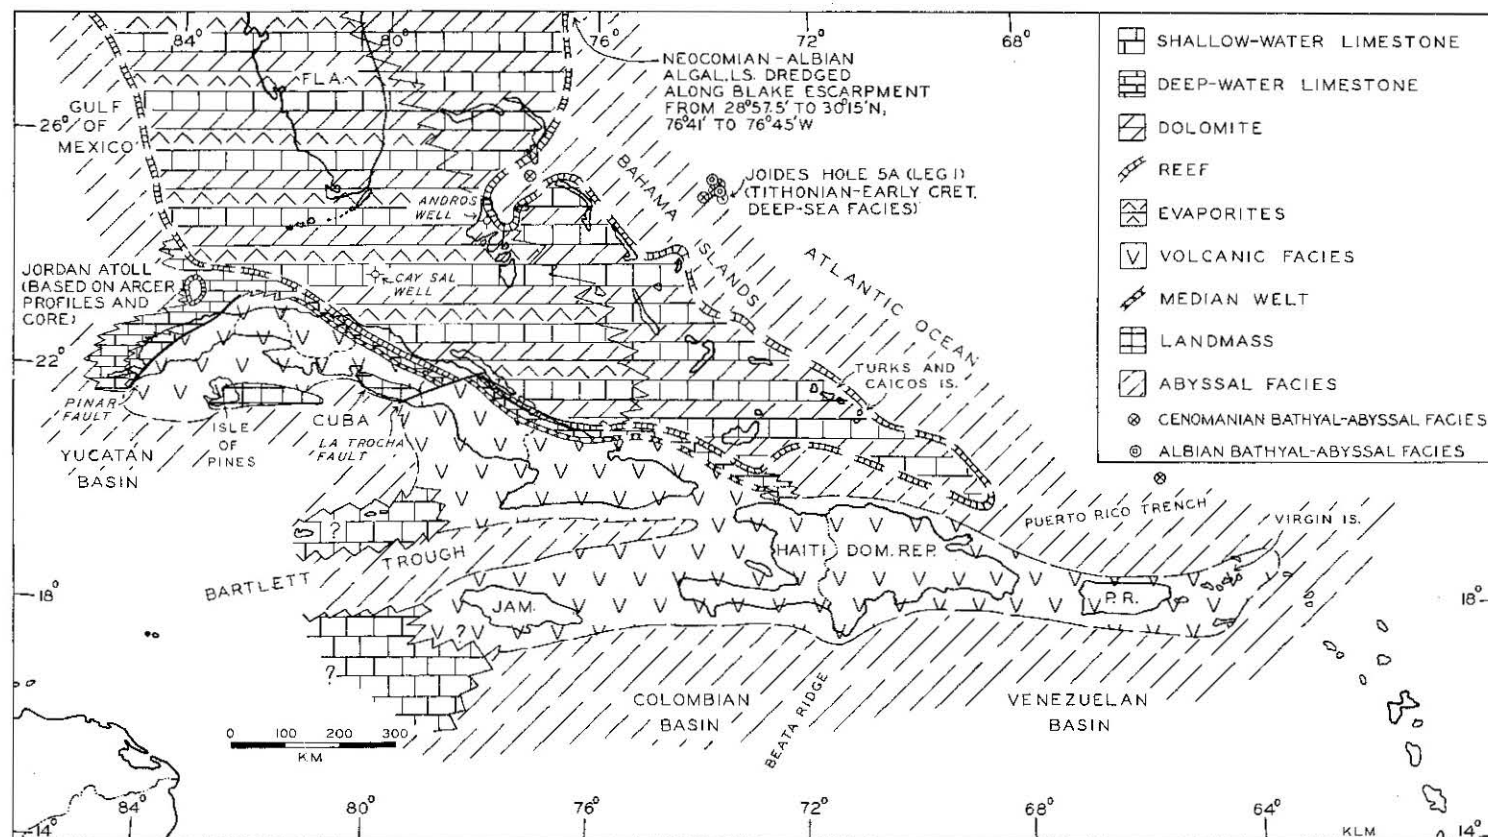 84°
80°
76°
72°
68°
NEOCOMIAN-ALBIAN
ALGAL.LS. DREDGED
ALONG BLAKE ESCARPMENT
FROM 28°57.5' TO 30°15'N,
76°41' TO 76°45'W
FLA.
GULF
OF
MEXICO
26°
BAHAMA ISLANDS
JOIDES HOLE 5A (LEG I)
(TITHONIAN-EARLY CRET.
DEEP-SEA FACIES)
ANDROS
WELL
ATLANTIC OCEAN
JORDAN ATOLL
(BASED ON ARCER
PROFILES AND
CORE)
CAY SAL
WELL
22°
TURKS AND
CAICOS IS.
PINAR
FAULT
ISLE
OF
PINES
CUBA
LA TROCHA
FAULT
YUCATAN
BASIN
?
BARTLETT TROUGH
PUERTO RICO TRENCH
VIRGIN IS.
HAITI
DOM. REP.
18°
JAM.
P.R.
18°
?
?
COLOMBIAN
BASIN
BEATA RIDGE
VENEZUELAN
BASIN
0 100 200 300
KM
84°
80°
76°
72°
68°
64°
14°
KLM
14°
SHALLOW-WATER LIMESTONE
DEEP-WATER LIMESTONE
DOLOMITE
REEF
EVAPORITES
VOLCANIC FACIES
MEDIAN WELT
LANDMASS
ABYSSAL FACIES
CENOMANIAN BATHYAL-ABYSSAL FACIES
ALBIAN BATHYAL-ABYSSAL FACIES